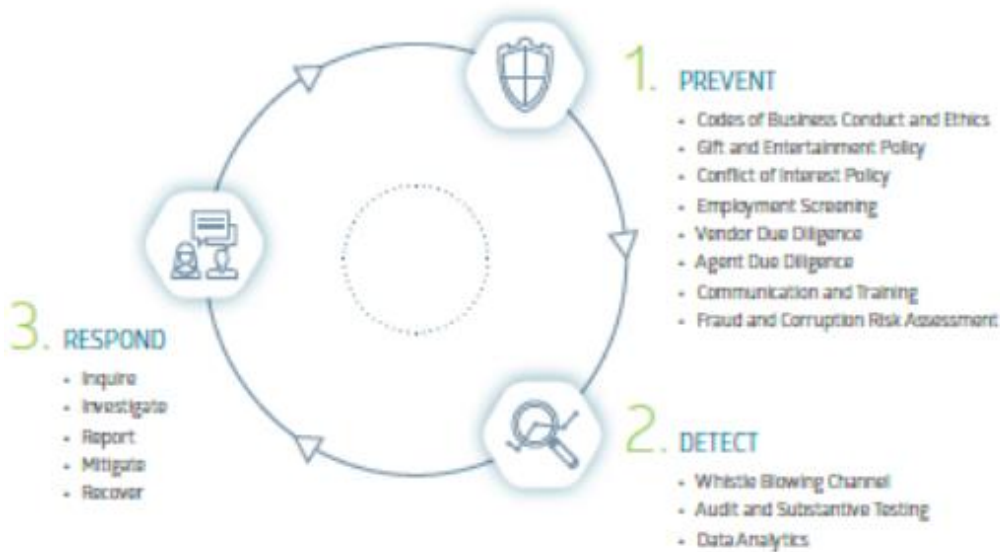 1. PREVENT
• Codes of Business Conduct and Ethics
• Gift and Entertainment Policy
• Conflict of Interest Policy
• Employment Screening
• Vendor Due Diligence
• Agent Due Diligence
• Communication and Training
• Fraud and Corruption Risk Assessment
2. DETECT
• Whistle Blowing Channel
• Audit and Substantive Testing
• Data Analytics
3. RESPOND
• Inquire
• Investigate
• Report
• Mitigate
• Recover